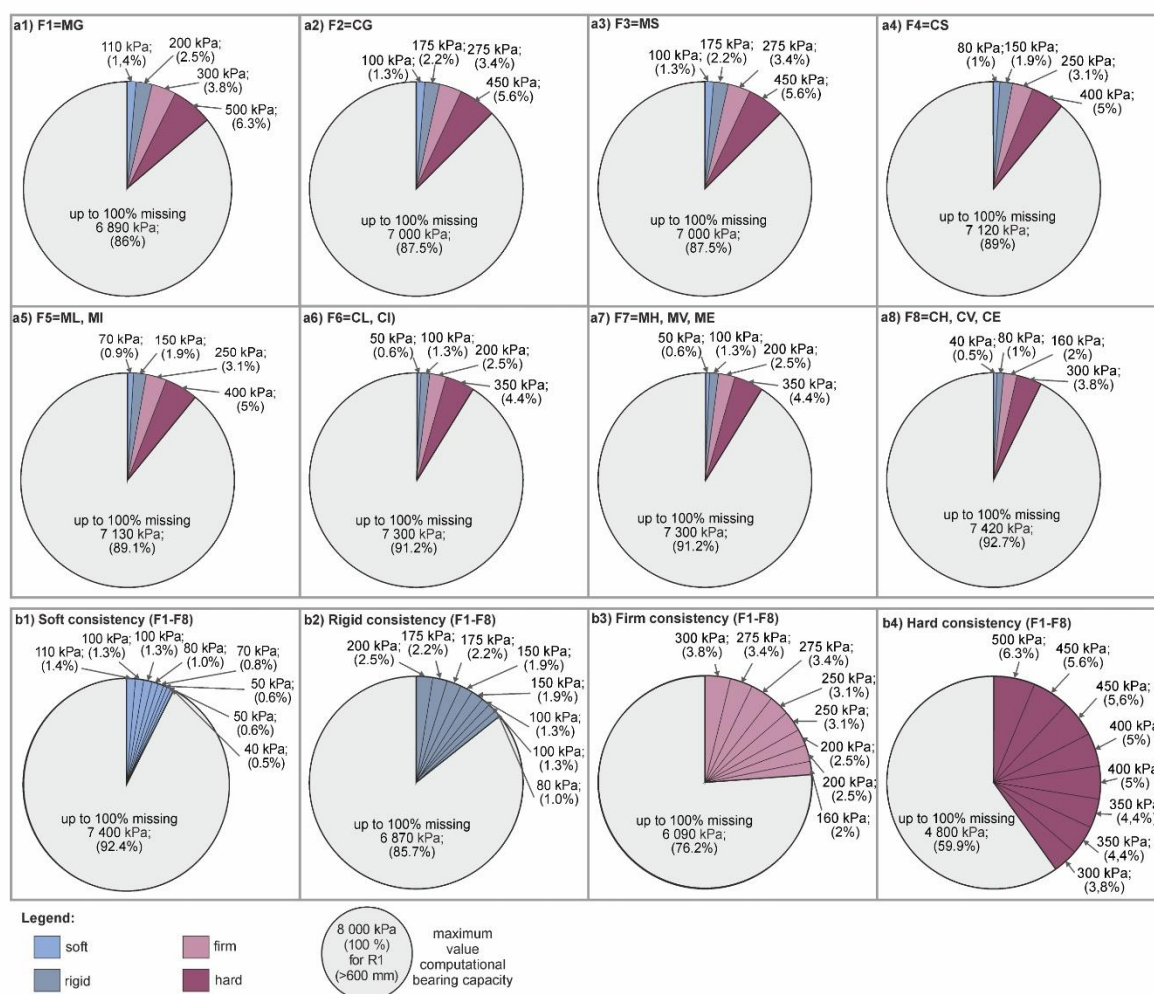 a1) F1=MG
110 kPa;
(1,4%)
200 kPa;
(2.5%)
300 kPa;
(3.8%)
500 kPa;
(6.3%)
up to 100% missing
6 890 kPa;
(86%)
a2) F2=CG
100 kPa;
(1.3%)
175 kPa;
(2.2%)
275 kPa;
(3.4%)
450 kPa;
(5.6%)
up to 100% missing
7 000 kPa;
(87.5%)
a3) F3=MS
100 kPa;
(1.3%)
175 kPa;
(2.2%)
275 kPa;
(3.4%)
450 kPa;
(5.6%)
up to 100% missing
7 000 kPa;
(87.5%)
a4) F4=CS
80 kPa;
(1%)
150 kPa;
(1.9%)
250 kPa;
(3.1%)
400 kPa;
(5%)
up to 100% missing
7 120 kPa;
(89%)
a5) F5=ML, MI
70 kPa;
(0.9%)
150 kPa;
(1.9%)
250 kPa;
(3.1%)
400 kPa;
(5%)
up to 100% missing
7 130 kPa;
(89.1%)
a6) F6=CL, CI)
50 kPa;
(0.6%)
100 kPa;
(1.3%)
200 kPa;
(2.5%)
350 kPa;
(4.4%)
up to 100% missing
7 300 kPa;
(91.2%)
a7) F7=MH, MV, ME
50 kPa;
(0.6%)
100 kPa;
(1.3%)
200 kPa;
(2.5%)
350 kPa;
(4.4%)
up to 100% missing
7 300 kPa;
(91.2%)
a8) F8=CH, CV, CE
40 kPa;
(0.5%)
80 kPa;
(1%)
160 kPa;
(2%)
300 kPa;
(3.8%)
up to 100% missing
7 420 kPa;
(92.7%)
b1) Soft consistency (F1-F8)
110 kPa;
(1.4%)
100 kPa;
(1.3%)
100 kPa;
(1.3%)
80 kPa;
(1.0%)
70 kPa;
(0.8%)
50 kPa;
(0.6%)
50 kPa;
(0.6%)
40 kPa;
(0.5%)
up to 100% missing
7 400 kPa;
(92.4%)
b2) Rigid consistency (F1-F8)
200 kPa;
(2.5%)
175 kPa;
(2.2%)
175 kPa;
(2.2%)
150 kPa;
(1.9%)
150 kPa;
(1.9%)
100 kPa;
(1.3%)
100 kPa;
(1.3%)
80 kPa;
(1.0%)
up to 100% missing
6 870 kPa;
(85.7%)
b3) Firm consistency (F1-F8)
300 kPa;
(3.8%)
275 kPa;
(3.4%)
275 kPa;
(3.4%)
250 kPa;
(3.1%)
250 kPa;
(3.1%)
200 kPa;
(2.5%)
200 kPa;
(2.5%)
160 kPa;
(2%)
up to 100% missing
6 090 kPa;
(76.2%)
b4) Hard consistency (F1-F8)
500 kPa;
(6.3%)
450 kPa;
(5.6%)
450 kPa;
(5.6%)
400 kPa;
(5%)
400 kPa;
(5%)
350 kPa;
(4,4%)
350 kPa;
(4,4%)
300 kPa;
(3,8%)
up to 100% missing
4 800 kPa;
(59.9%)
Legend:
soft
rigid
firm
hard
8 000 kPa
(100 %)
for R1
(>600 mm)
maximum
value
computational
bearing capacity